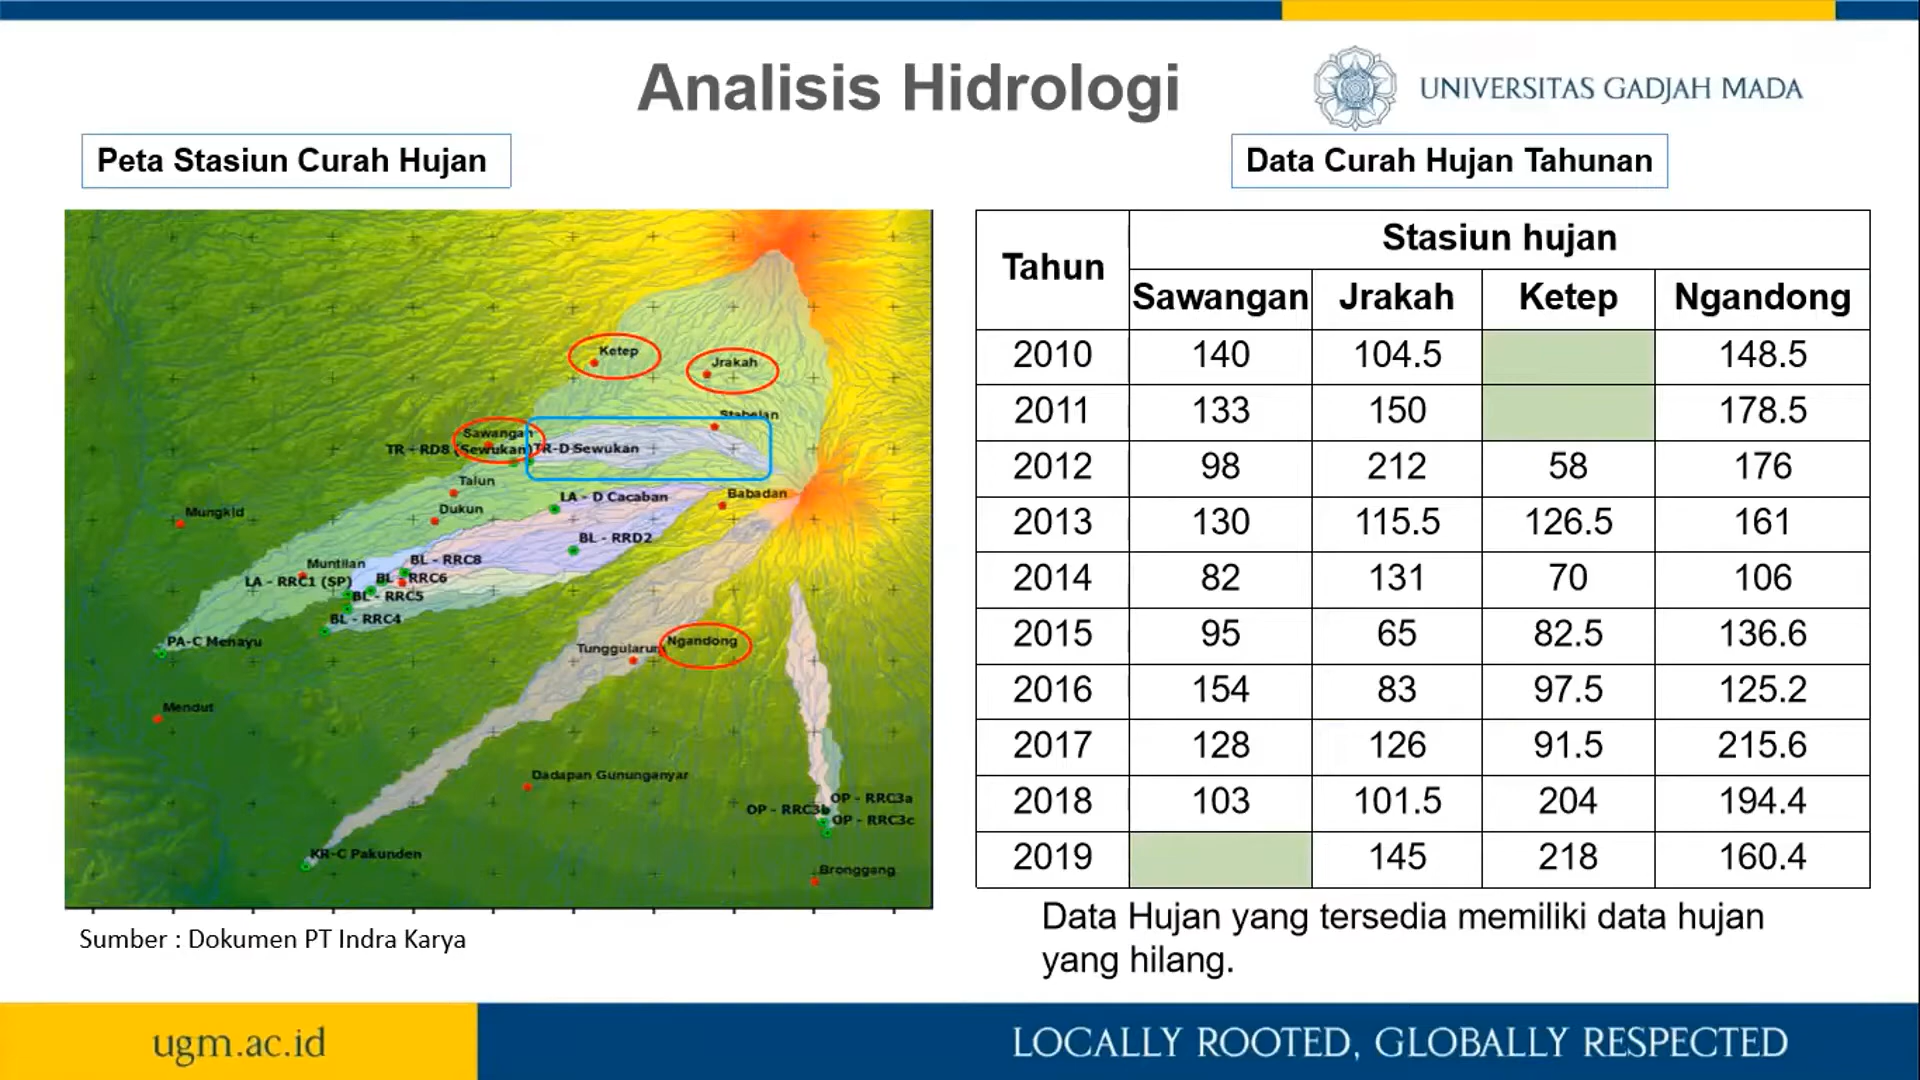 Analisis Hidrologi
UNIVERSITAS GADJAH MADA
Peta Stasiun Curah Hujan
Data Curah Hujan Tahunan
Ketep
Jrakah
Stabelan
Sawangan
TR - RD8 (Sewukan)
TR-D Sewukan
Talun
LA - D Cacaban
Babadan
Mungkid
Dukun
BL - RRD2
Muntilan
BL - RRC8
LA - RRC1 (SP)
BL - RRC6
BL - RRC5
BL - RRC4
PA-C Menayu
Tunggularum
Ngandong
Mendut
Dadapan Gununganyar
OP - RRC3a
OP - RRC3b
OP - RRC3c
KR-C Pakunden
Bronggang
Sumber : Dokumen PT Indra Karya
Tahun Stasiun hujan
Sawangan Jrakah Ketep Ngandong
2010 140 104.5 148.5
2011 133 150 178.5
2012 98 212 58 176
2013 130 115.5 126.5 161
2014 82 131 70 106
2015 95 65 82.5 136.6
2016 154 83 97.5 125.2
2017 128 126 91.5 215.6
2018 103 101.5 204 194.4
2019 145 218 160.4
Data Hujan yang tersedia memiliki data hujan
yang hilang.
ugm.ac.id
LOCALLY ROOTED, GLOBALLY RESPECTED